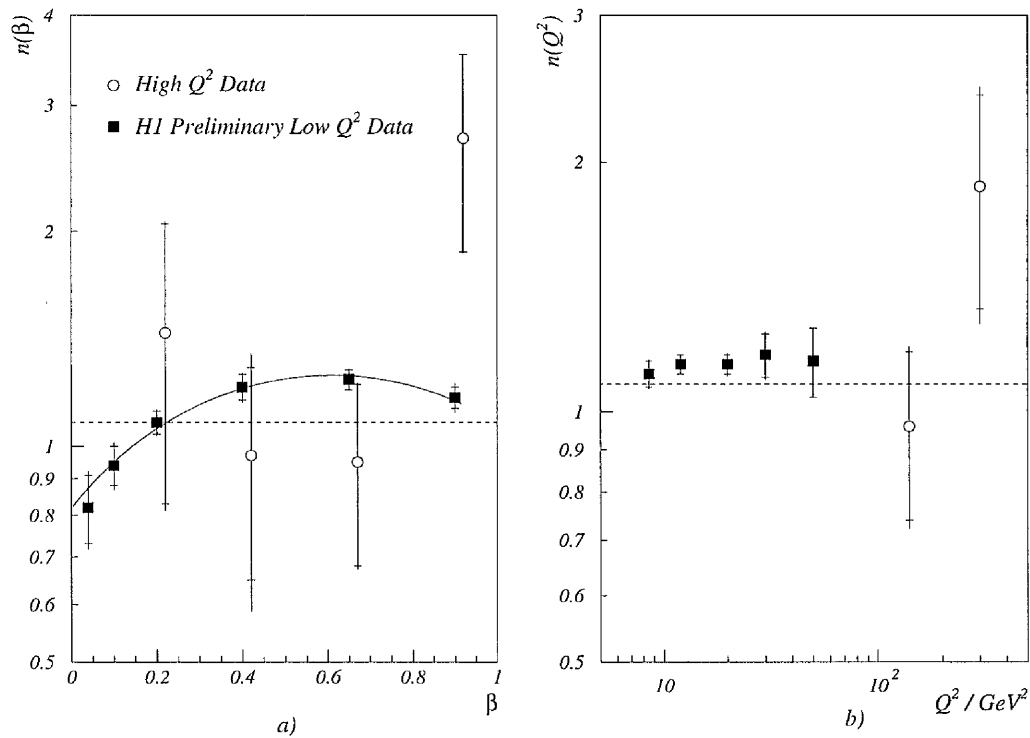 n(β)
4
3
2
1
0.9
0.8
0.7
0.6
0.5
High Q² Data
H1 Preliminary Low Q² Data
0 0.2 0.4 0.6 0.8 1
β
a)
n(Q²)
3
2
1
0.9
0.8
0.7
0.6
0.5
10 10²
Q² / GeV²
b)